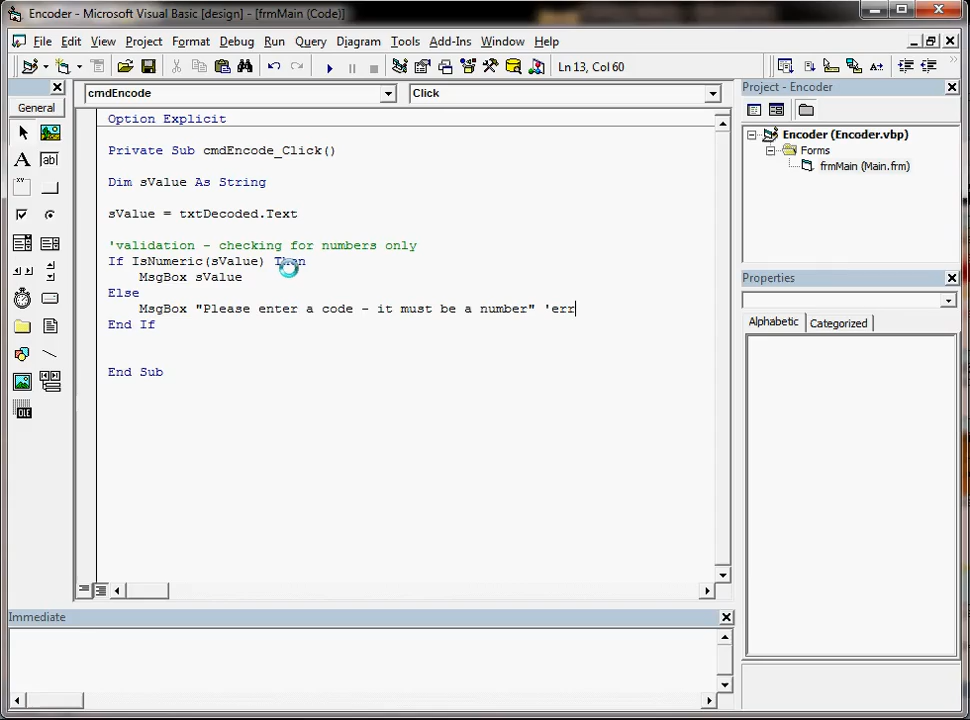 Encoder - Microsoft Visual Basic [design] - [frmMain (Code)]
File Edit View Project Format Debug Run Query Diagram Tools Add-Ins Window Help
Ln 13, Col 60
General
cmdEncode
Click
Option Explicit
Private Sub cmdEncode_Click()
Dim sValue As String
sValue = txtDecoded.Text
'validation - checking for numbers only
If IsNumeric(sValue) Then
MsgBox sValue
Else
MsgBox "Please enter a code - it must be a number" 'err
End If
End Sub
A
ab
xv
OLE
Immediate
Project - Encoder
Encoder (Encoder.vbp)
Forms
frmMain (Main.frm)
Properties
Alphabetic Categorized